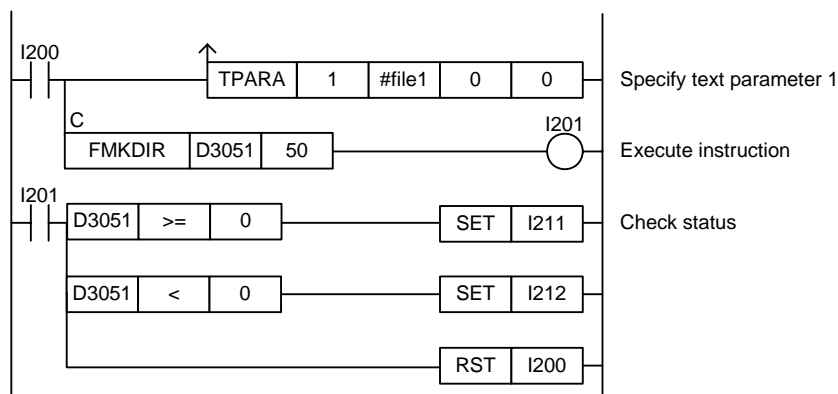 I200
TPARA 1 #file1 0 0 Specify text parameter 1
C I201
FMKDIR D3051 50 Execute instruction
I201
D3051 >= 0 SET I211 Check status
D3051 < 0 SET I212
RST I200